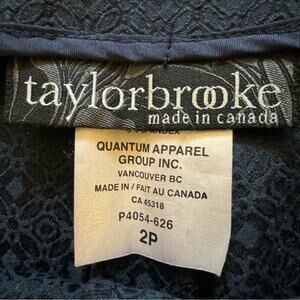 taylorbrooke
made in canada
SPANDEX
QUANTUM APPAREL
GROUP INC.
VANCOUVER BC
MADE IN / FAIT AU CANADA
CA 45318
P4054-626
2P